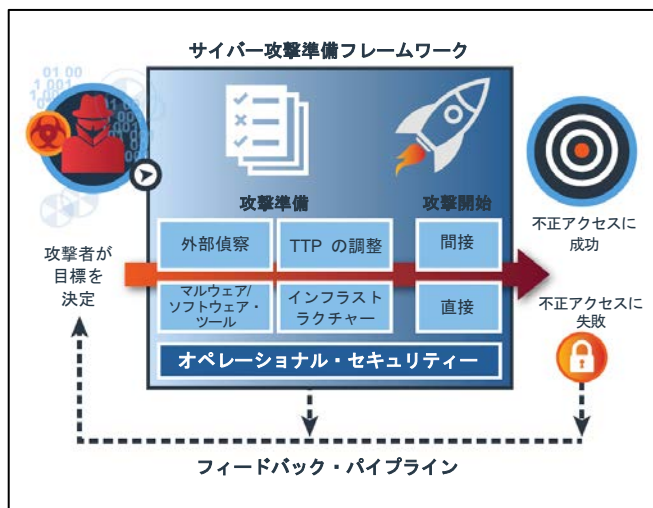 サイバー攻撃準備フレームワーク
01 00
1 001
攻撃準備
攻撃開始
外部偵察
TTP の調整
間接
マルウェア/
ソフトウェア・
ツール
インフラスト
ラクチャー
直接
オペレーショナル・セキュリティー
攻撃者が
目標を
決定
不正アクセスに
成功
不正アクセスに
失敗
フィードバック・パイプライン